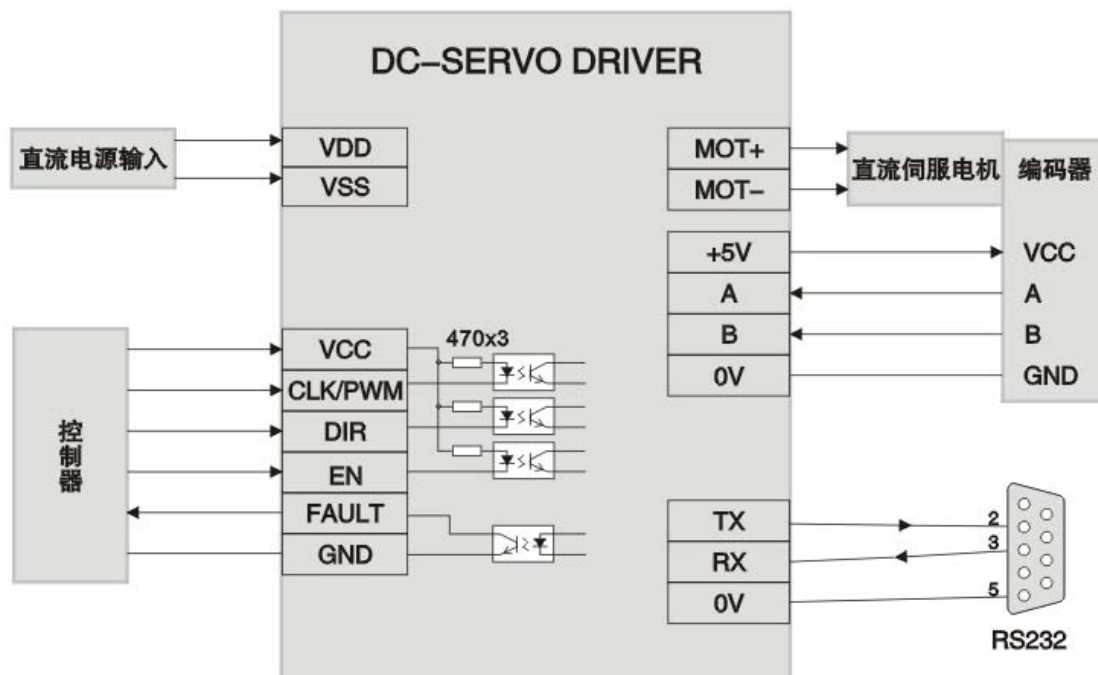 DC-SERVO DRIVER
直流电源输入
VDD
VSS
MOT+
MOT-
直流伺服电机
编码器
+5V
A
B
0V
VCC
A
B
GND
控制器
VCC
CLK/PWM
DIR
EN
FAULT
GND
470x3
TX
RX
0V
2
3
5
RS232